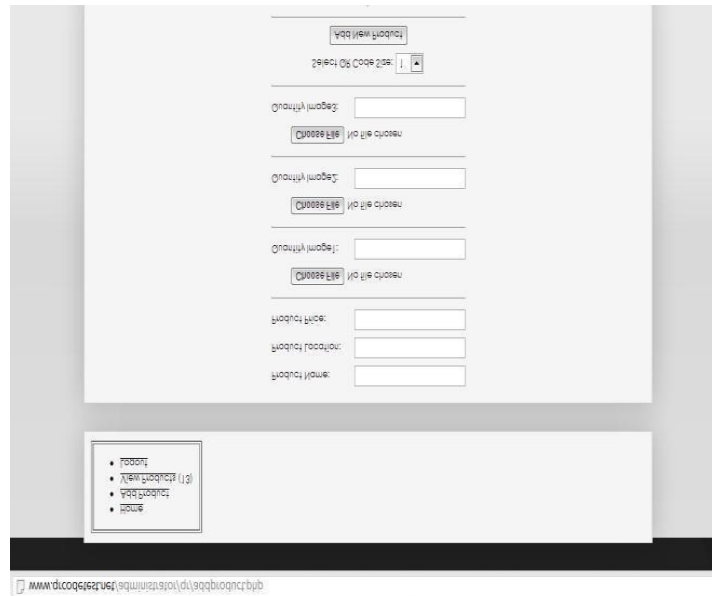 www.qrcodetest.net/administrator/qr/addproduct.php
Home
Add Product
View Products (13)
Logout
Product Name:
Product Location:
Product Price:
Choose File No file chosen
Quantity Image1:
Choose File No file chosen
Quantity Image2:
Choose File No file chosen
Quantity Image3:
Select QR Code Size: 1
Add New Product